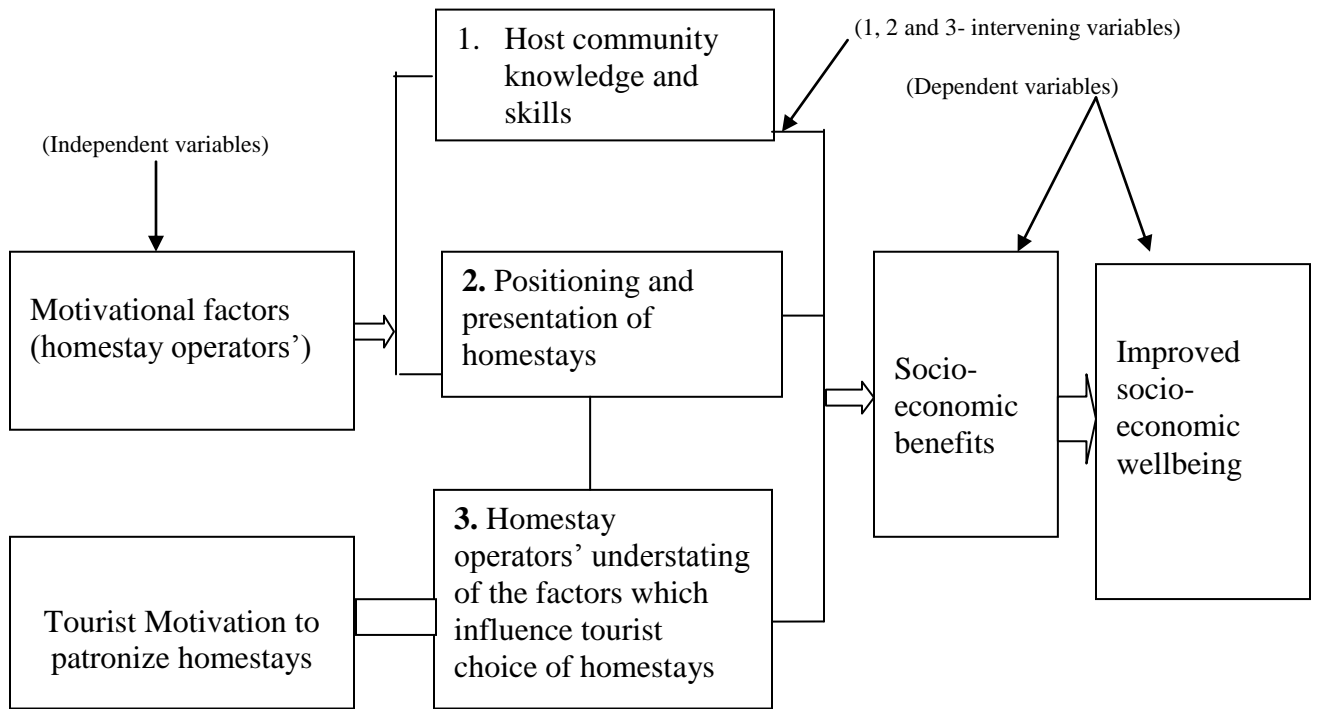 1. Host community
knowledge and
skills
(1, 2 and 3- intervening variables)
(Dependent variables)
(Independent variables)
Motivational factors
(homestay operators’)
2. Positioning and
presentation of
homestays
Socio-
economic
benefits
Improved
socio-
economic
wellbeing
3. Homestay
operators’ understating
of the factors which
influence tourist
choice of homestays
Tourist Motivation to
patronize homestays